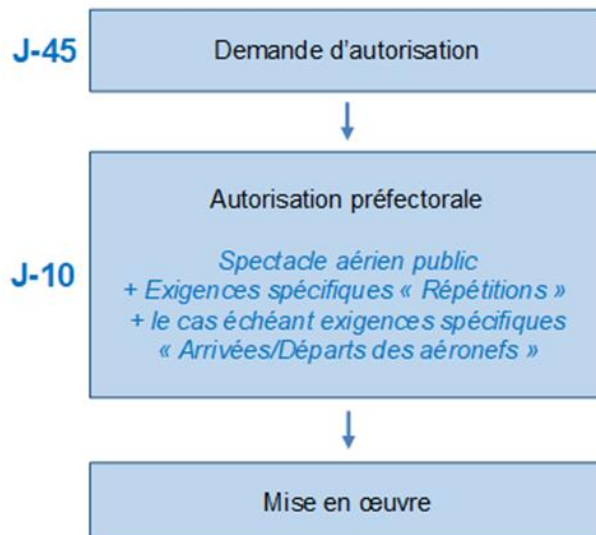 J-45
Demande d'autorisation
Autorisation préfectorale
J-10
Spectacle aérien public
+ Exigences spécifiques « Répétitions »
+ le cas échéant exigences spécifiques
« Arrivées/Départs des aéronefs »
Mise en œuvre